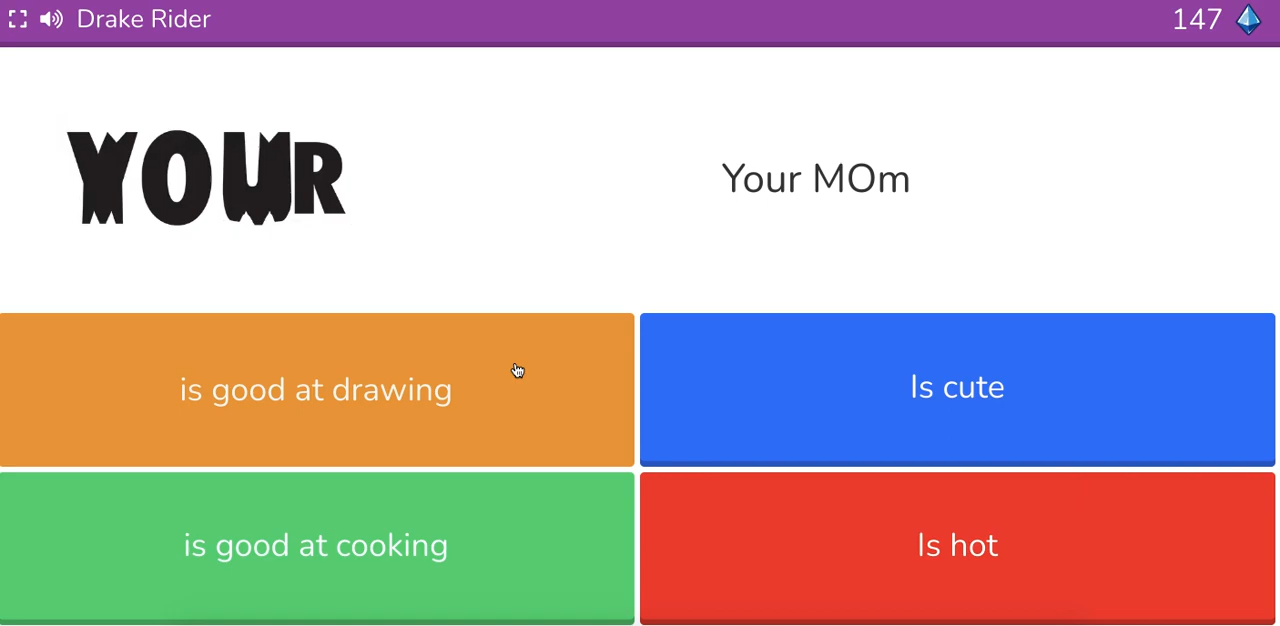 Drake Rider
147
YOUR
Your MOm
is good at drawing
Is cute
is good at cooking
Is hot